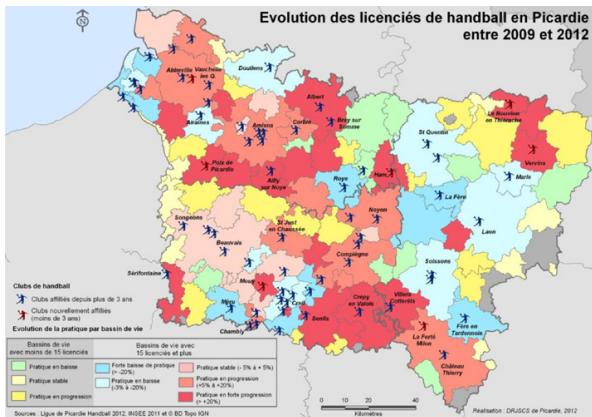 Evolution des licenciés de handball en Picardie
entre 2009 et 2012
N
Abbeville
Vauchelle
les Q.
Doullens
Airaines
Amiens
Corbie
Albert
Bray sur
Somme
Poix de
Picardie
Ailly
sur Noye
Roye
Ham
St Quentin
Le Nouvion
en Thiérache
Vervins
Marle
La Fère
Laon
Noyon
Songeons
Beauvais
St Just
en Chaussée
Compiègne
Soissons
Sérifontaine
Mouy
Méru
Creil
Chambly
Senlis
Crépy
en Valois
Villers
Cotterêts
Fère en
Tardennois
La Ferté
Milon
Château
Thierry
Clubs de handball
Clubs affiliés depuis plus de 3 ans
Clubs nouvellement affiliés
(moins de 3 ans)
Evolution de la pratique par bassin de vie
Bassins de vie
avec moins de 15 licenciés
Pratique en baisse
Pratique stable
Pratique en progression
Bassins de vie avec
15 licenciés et plus
Forte baisse de pratique
(> -20%)
Pratique en baisse
(-3% à -20%)
Pratique stable (- 5% à + 5%)
Pratique en progression
(+5% à +20%)
Pratique en forte progression
(> +20%)
0 20 40
Kilomètres
Réalisation : DRJSCS de Picardie, 2012
Sources : Ligue de Picardie Handball 2012, INSEE 2011 et © BD Topo IGN